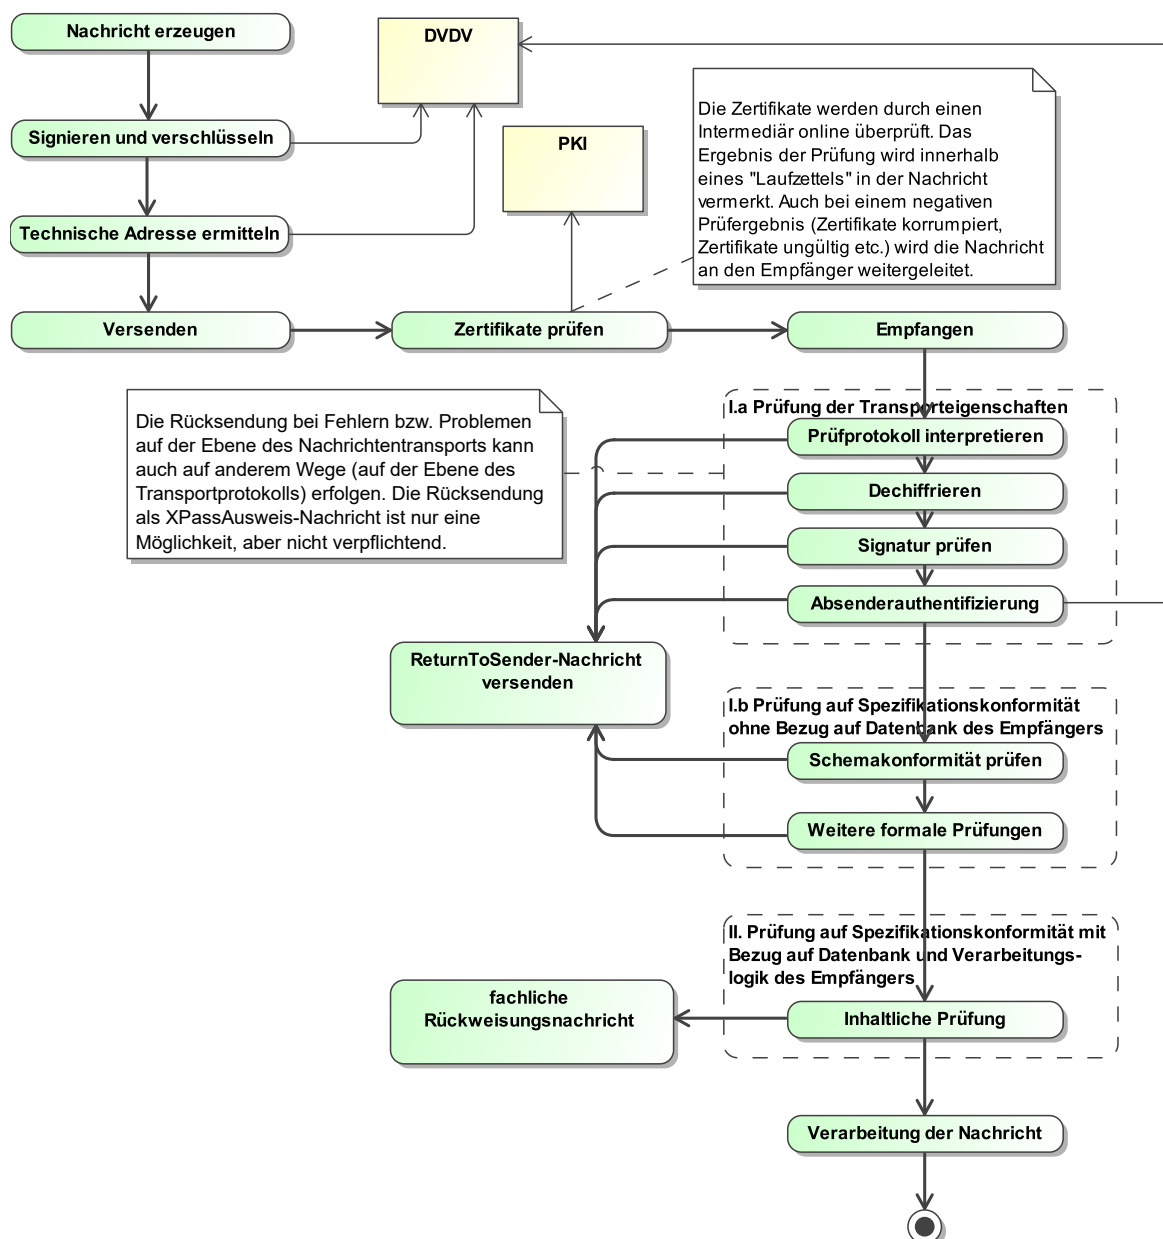 Nachricht erzeugen
DVDV
Signieren und verschlüsseln
PKI
Die Zertifikate werden durch einen
Intermediär online überprüft. Das
Ergebnis der Prüfung wird innerhalb
eines "Laufzettels" in der Nachricht
vermerkt. Auch bei einem negativen
Prüfergebnis (Zertifikate korrumpiert,
Zertifikate ungültig etc.) wird die Nachricht
an den Empfänger weitergeleitet.
Technische Adresse ermitteln
Versenden
Zertifikate prüfen
Empfangen
Die Rücksendung bei Fehlern bzw. Problemen
auf der Ebene des Nachrichtentransports kann
auch auf anderem Wege (auf der Ebene des
Transportprotokolls) erfolgen. Die Rücksendung
als XPassAusweis-Nachricht ist nur eine
Möglichkeit, aber nicht verpflichtend.
I.a Prüfung der Transporteigenschaften
Prüfprotokoll interpretieren
Dechiffrieren
Signatur prüfen
Absenderauthentifizierung
ReturnToSender-Nachricht
versenden
I.b Prüfung auf Spezifikationskonformität
ohne Bezug auf Datenbank des Empfängers
Schemakonformität prüfen
Weitere formale Prüfungen
II. Prüfung auf Spezifikationskonformität mit
Bezug auf Datenbank und Verarbeitungs-
logik des Empfängers
fachliche
Rückweisungsnachricht
Inhaltliche Prüfung
Verarbeitung der Nachricht